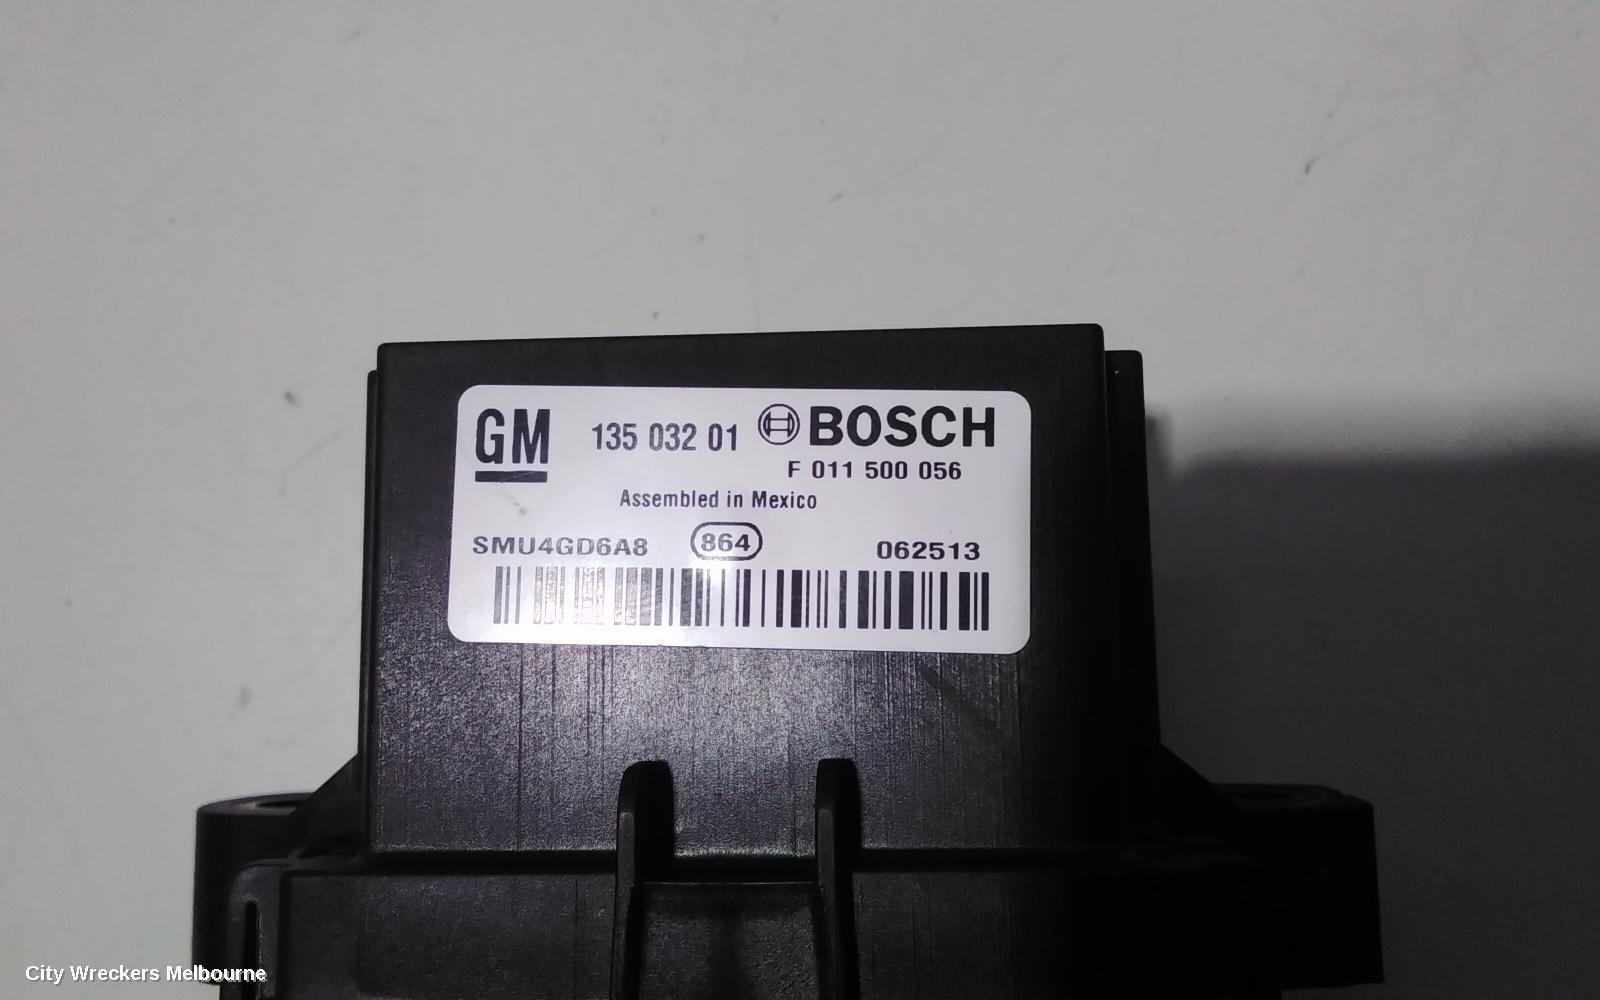 GM 135 032 01 BOSCH
F 011 500 056
Assembled in Mexico
SMU4GD6A8 864 062513
City Wreckers Melbourne